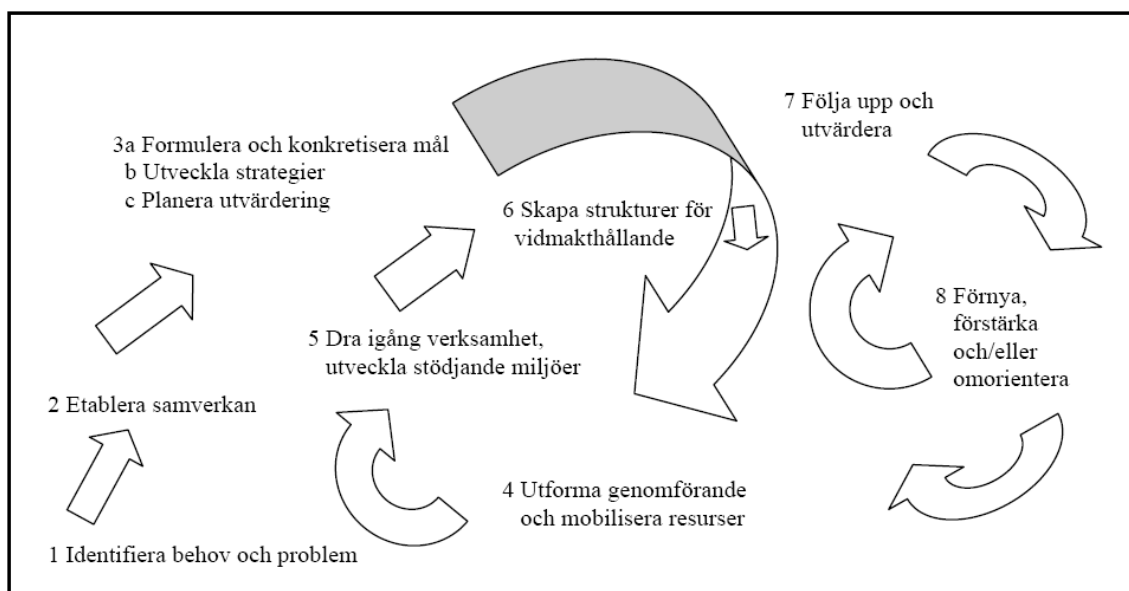 1 Identifiera behov och problem
2 Etablera samverkan
3a Formulera och konkretisera mål
b Utveckla strategier
c Planera utvärdering
4 Utforma genomförande
och mobilisera resurser
5 Dra igång verksamhet,
utveckla stödjande miljöer
6 Skapa strukturer för
vidmakthållande
7 Följa upp och
utvärdera
8 Förnya,
förstärka
och/eller
omorientera